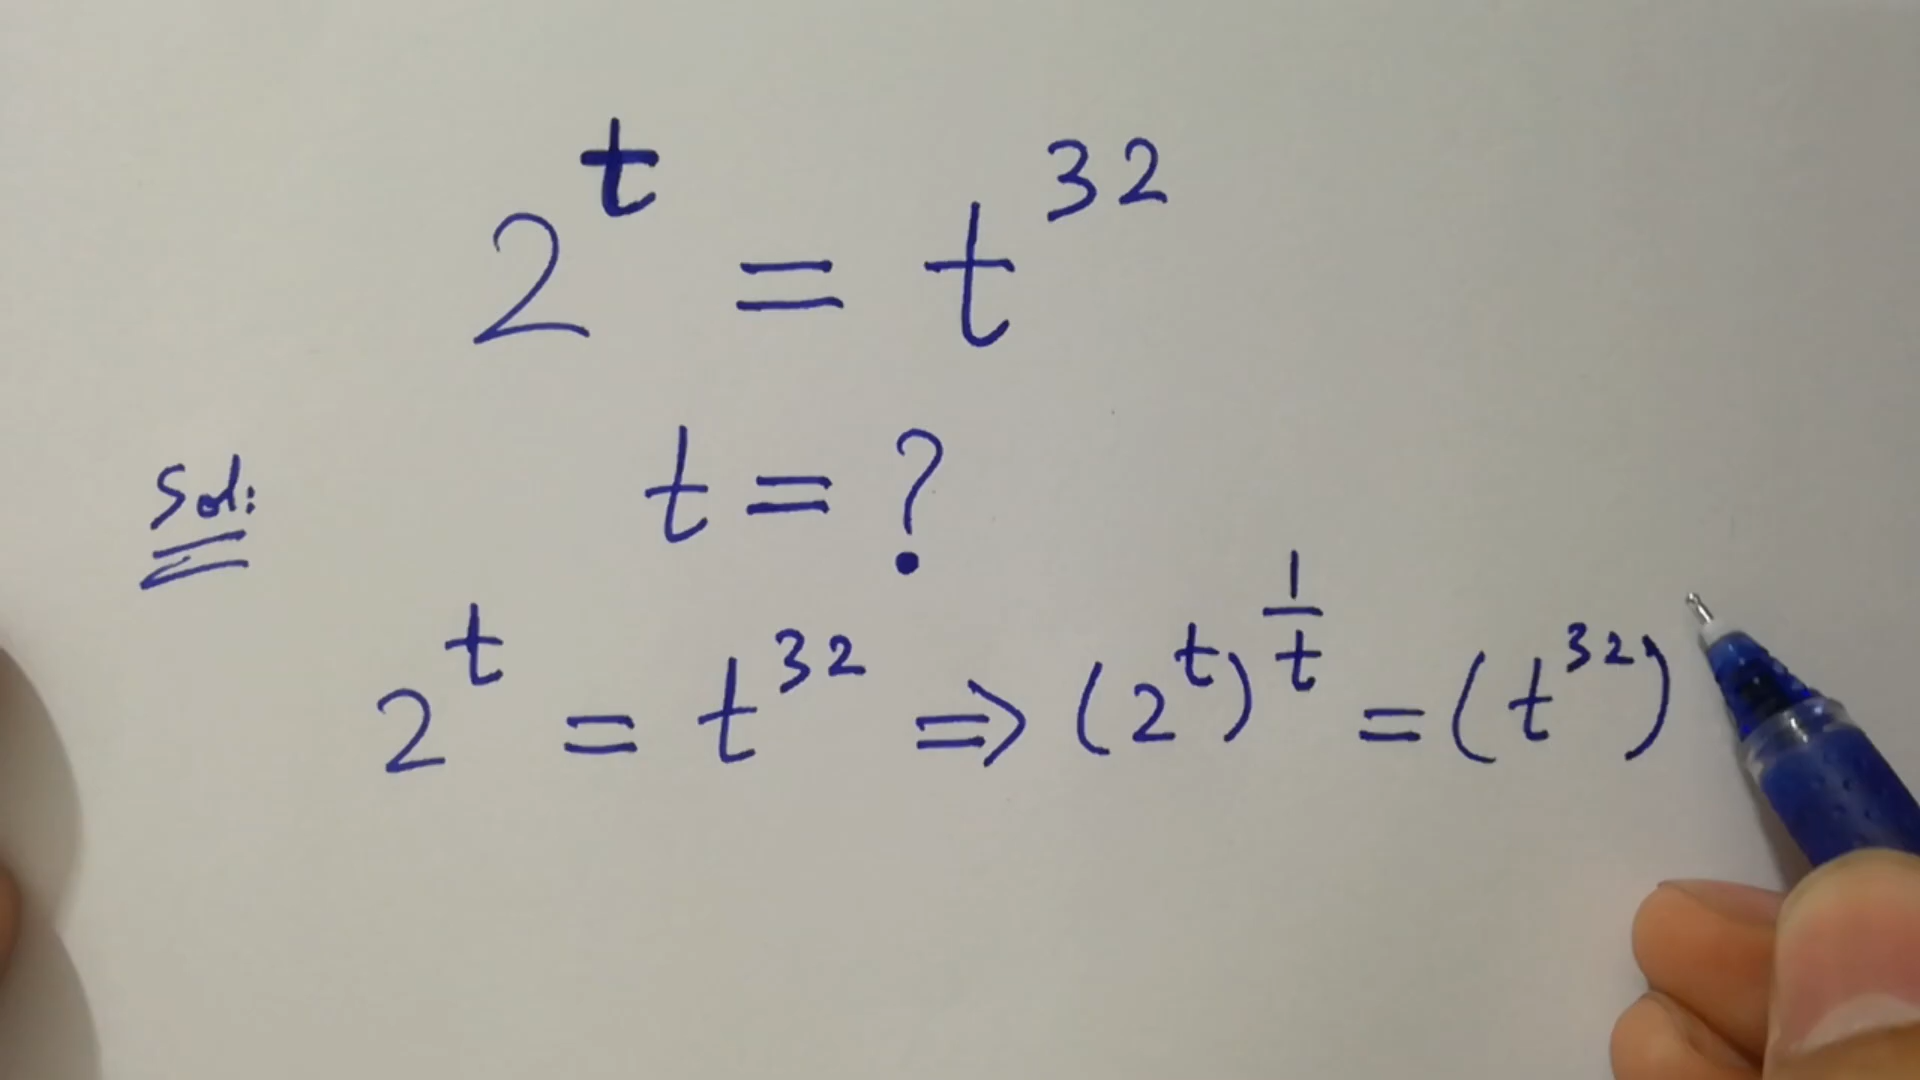 2^t = t^32
t = ?
Sol:
2^t = t^32 ⇒ (2^t)^(1/t) = (t^32)